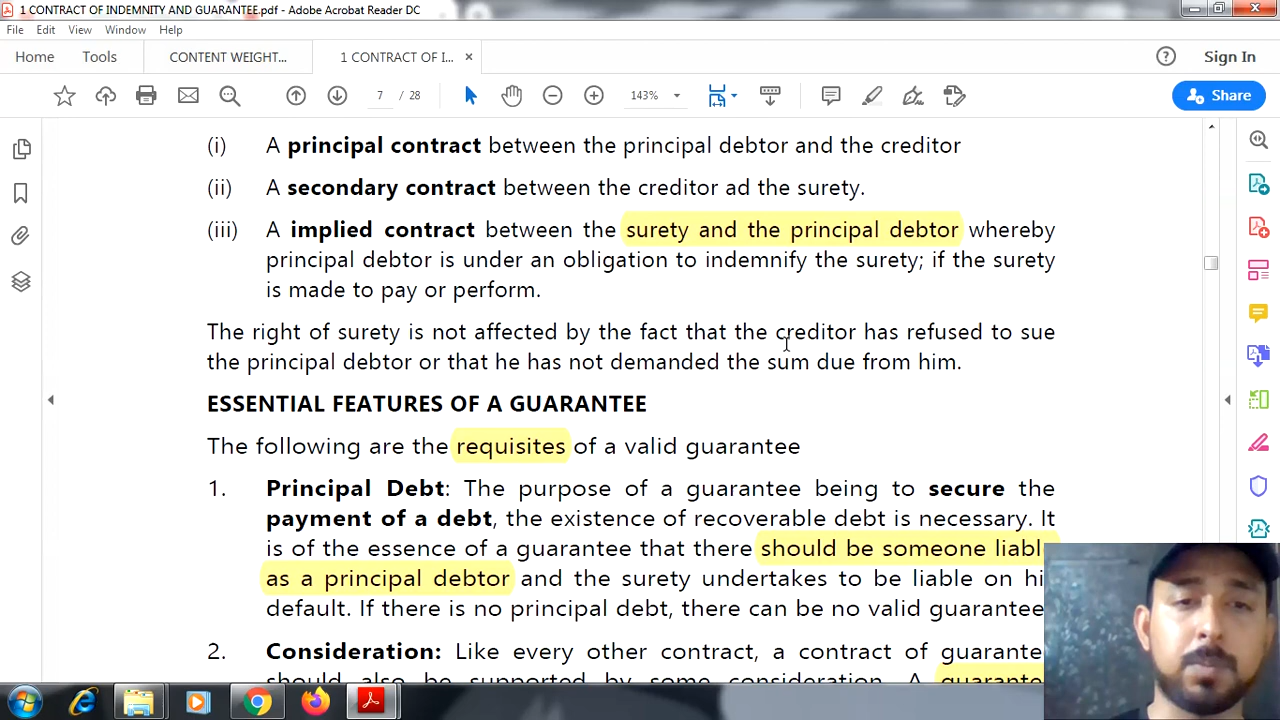 1 CONTRACT OF INDEMNITY AND GUARANTEE.pdf - Adobe Acrobat Reader DC
File Edit View Window Help
Home Tools CONTENT WEIGHT... 1 CONTRACT OF I... × Sign In
7 / 28 143% Share
(i) A principal contract between the principal debtor and the creditor
(ii) A secondary contract between the creditor ad the surety.
(iii) A implied contract between the surety and the principal debtor whereby
principal debtor is under an obligation to indemnify the surety; if the surety
is made to pay or perform.
The right of surety is not affected by the fact that the creditor has refused to sue
the principal debtor or that he has not demanded the sum due from him.
ESSENTIAL FEATURES OF A GUARANTEE
The following are the requisites of a valid guarantee
1. Principal Debt: The purpose of a guarantee being to secure the
payment of a debt, the existence of recoverable debt is necessary. It
is of the essence of a guarantee that there should be someone liable
as a principal debtor and the surety undertakes to be liable on hi
default. If there is no principal debt, there can be no valid guarantee
2. Consideration: Like every other contract, a contract of guarante
should also be supported by some consideration. A guarantee